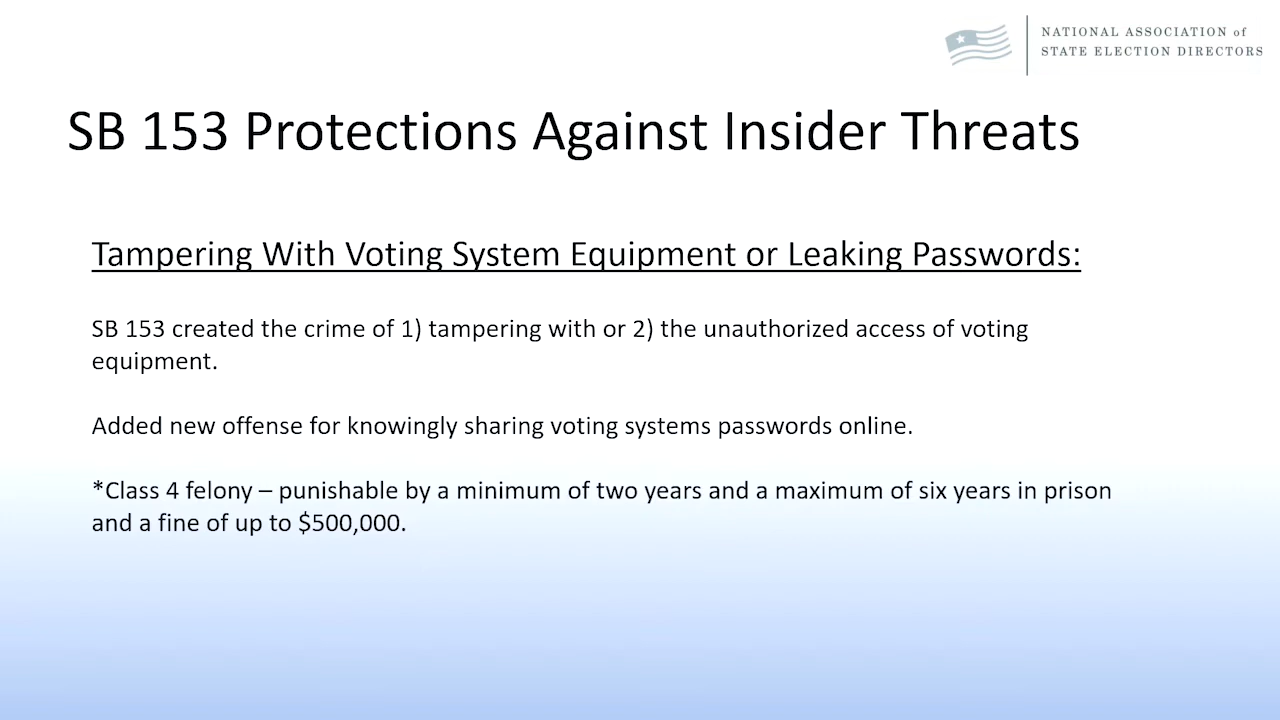 NATIONAL ASSOCIATION of
STATE ELECTION DIRECTORS
SB 153 Protections Against Insider Threats
Tampering With Voting System Equipment or Leaking Passwords:
SB 153 created the crime of 1) tampering with or 2) the unauthorized access of voting
equipment.
Added new offense for knowingly sharing voting systems passwords online.
*Class 4 felony – punishable by a minimum of two years and a maximum of six years in prison
and a fine of up to $500,000.